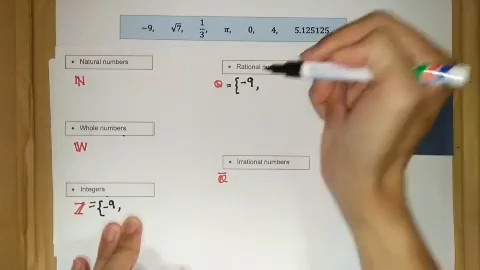 −9, √7, 1/3, π, 0, 4, 5.125125
• Natural numbers
ℕ
• Whole numbers
𝕎
• Integers
ℤ = {-9,
• Rational
ℚ = {-9,
• Irrational numbers
ℚ̅